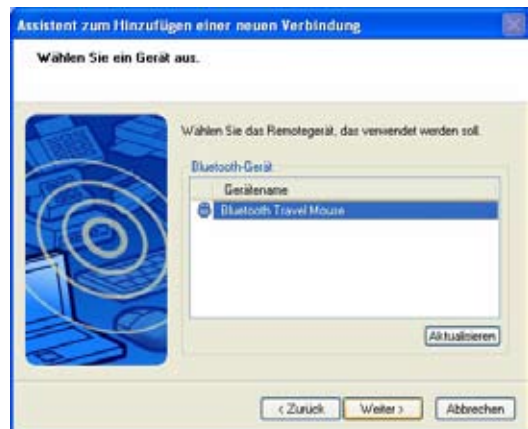 Assistent zum Hinzufügen einer neuen Verbindung
Wählen Sie ein Gerät aus.
Wählen Sie das Remotegerät, das verwendet werden soll.
Bluetooth-Gerät
Gerätename
Bluetooth Travel Mouse
Aktualisieren
< Zurück
Weiter >
Abbrechen